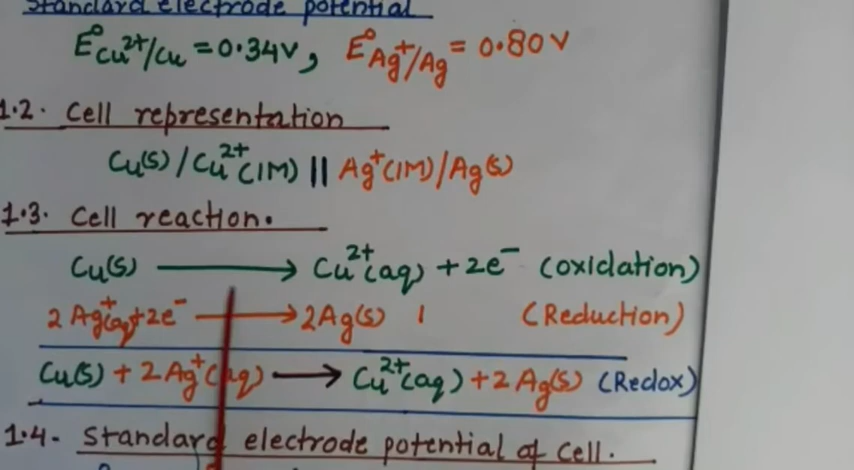 Standard electrode potential
E°Cu²⁺/Cu = 0.34V, E°Ag⁺/Ag = 0.80V
1.2. Cell representation
Cu(s)/Cu²⁺(1M) || Ag⁺(1M)/Ag(s)
1.3. Cell reaction.
Cu(s) ⟶ Cu²⁺(aq) + 2e⁻ (oxidation)
2Ag⁺(aq)+2e⁻ ⟶ 2Ag(s) (Reduction)
Cu(s) + 2Ag⁺(aq) ⟶ Cu²⁺(aq) + 2Ag(s) (Redox)
1.4- Standard electrode potential of cell.